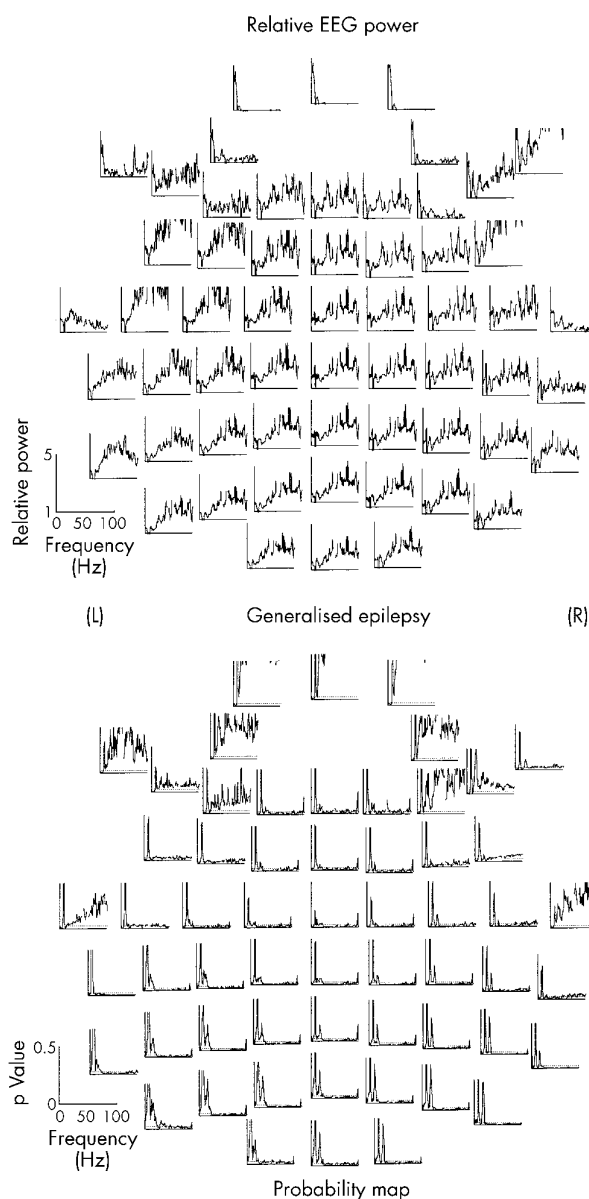 Relative EEG power
Relative power
5
1
0 50 100
Frequency
(Hz)
(L) Generalised epilepsy (R)
p Value
0.5
0
0 50 100
Frequency
(Hz)
Probability map